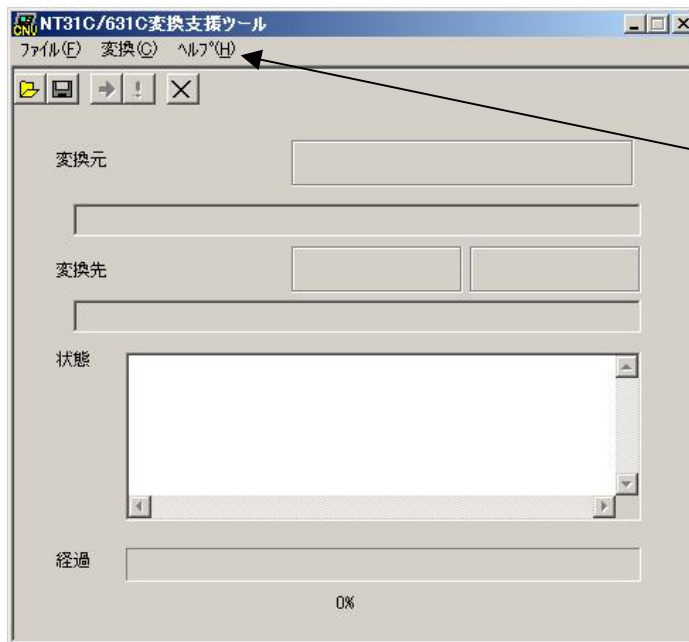 CNV NT31C/631C変換支援ツール
ファイル(F) 変換(C) ヘルプ(H)
変換元
変換先
状態
経過
0%